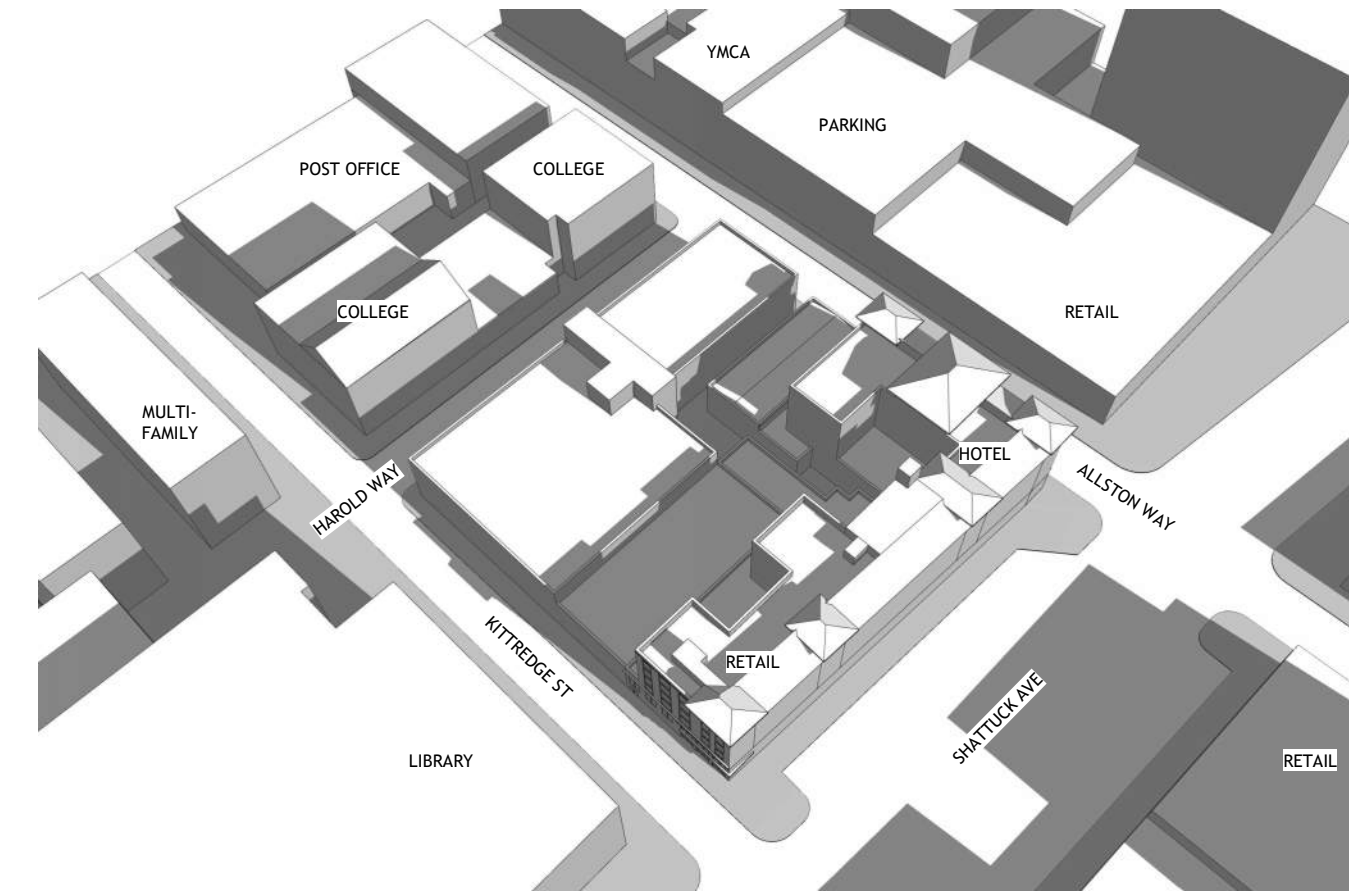 YMCA
PARKING
POST OFFICE
COLLEGE
COLLEGE
RETAIL
MULTI-
FAMILY
HOTEL
HAROLD WAY
ALLSTON WAY
KITTREDGE ST
RETAIL
SHATTUCK AVE
LIBRARY
RETAIL